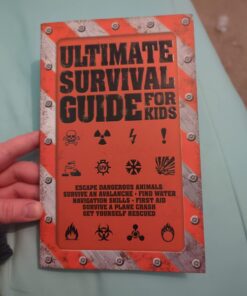 ULTIMATE
SURVIVAL
GUIDE FOR
KIDS
ESCAPE DANGEROUS ANIMALS
SURVIVE AN AVALANCHE • FIND WATER
NAVIGATION SKILLS • FIRST AID
SURVIVE A PLANE CRASH
GET YOURSELF RESCUED